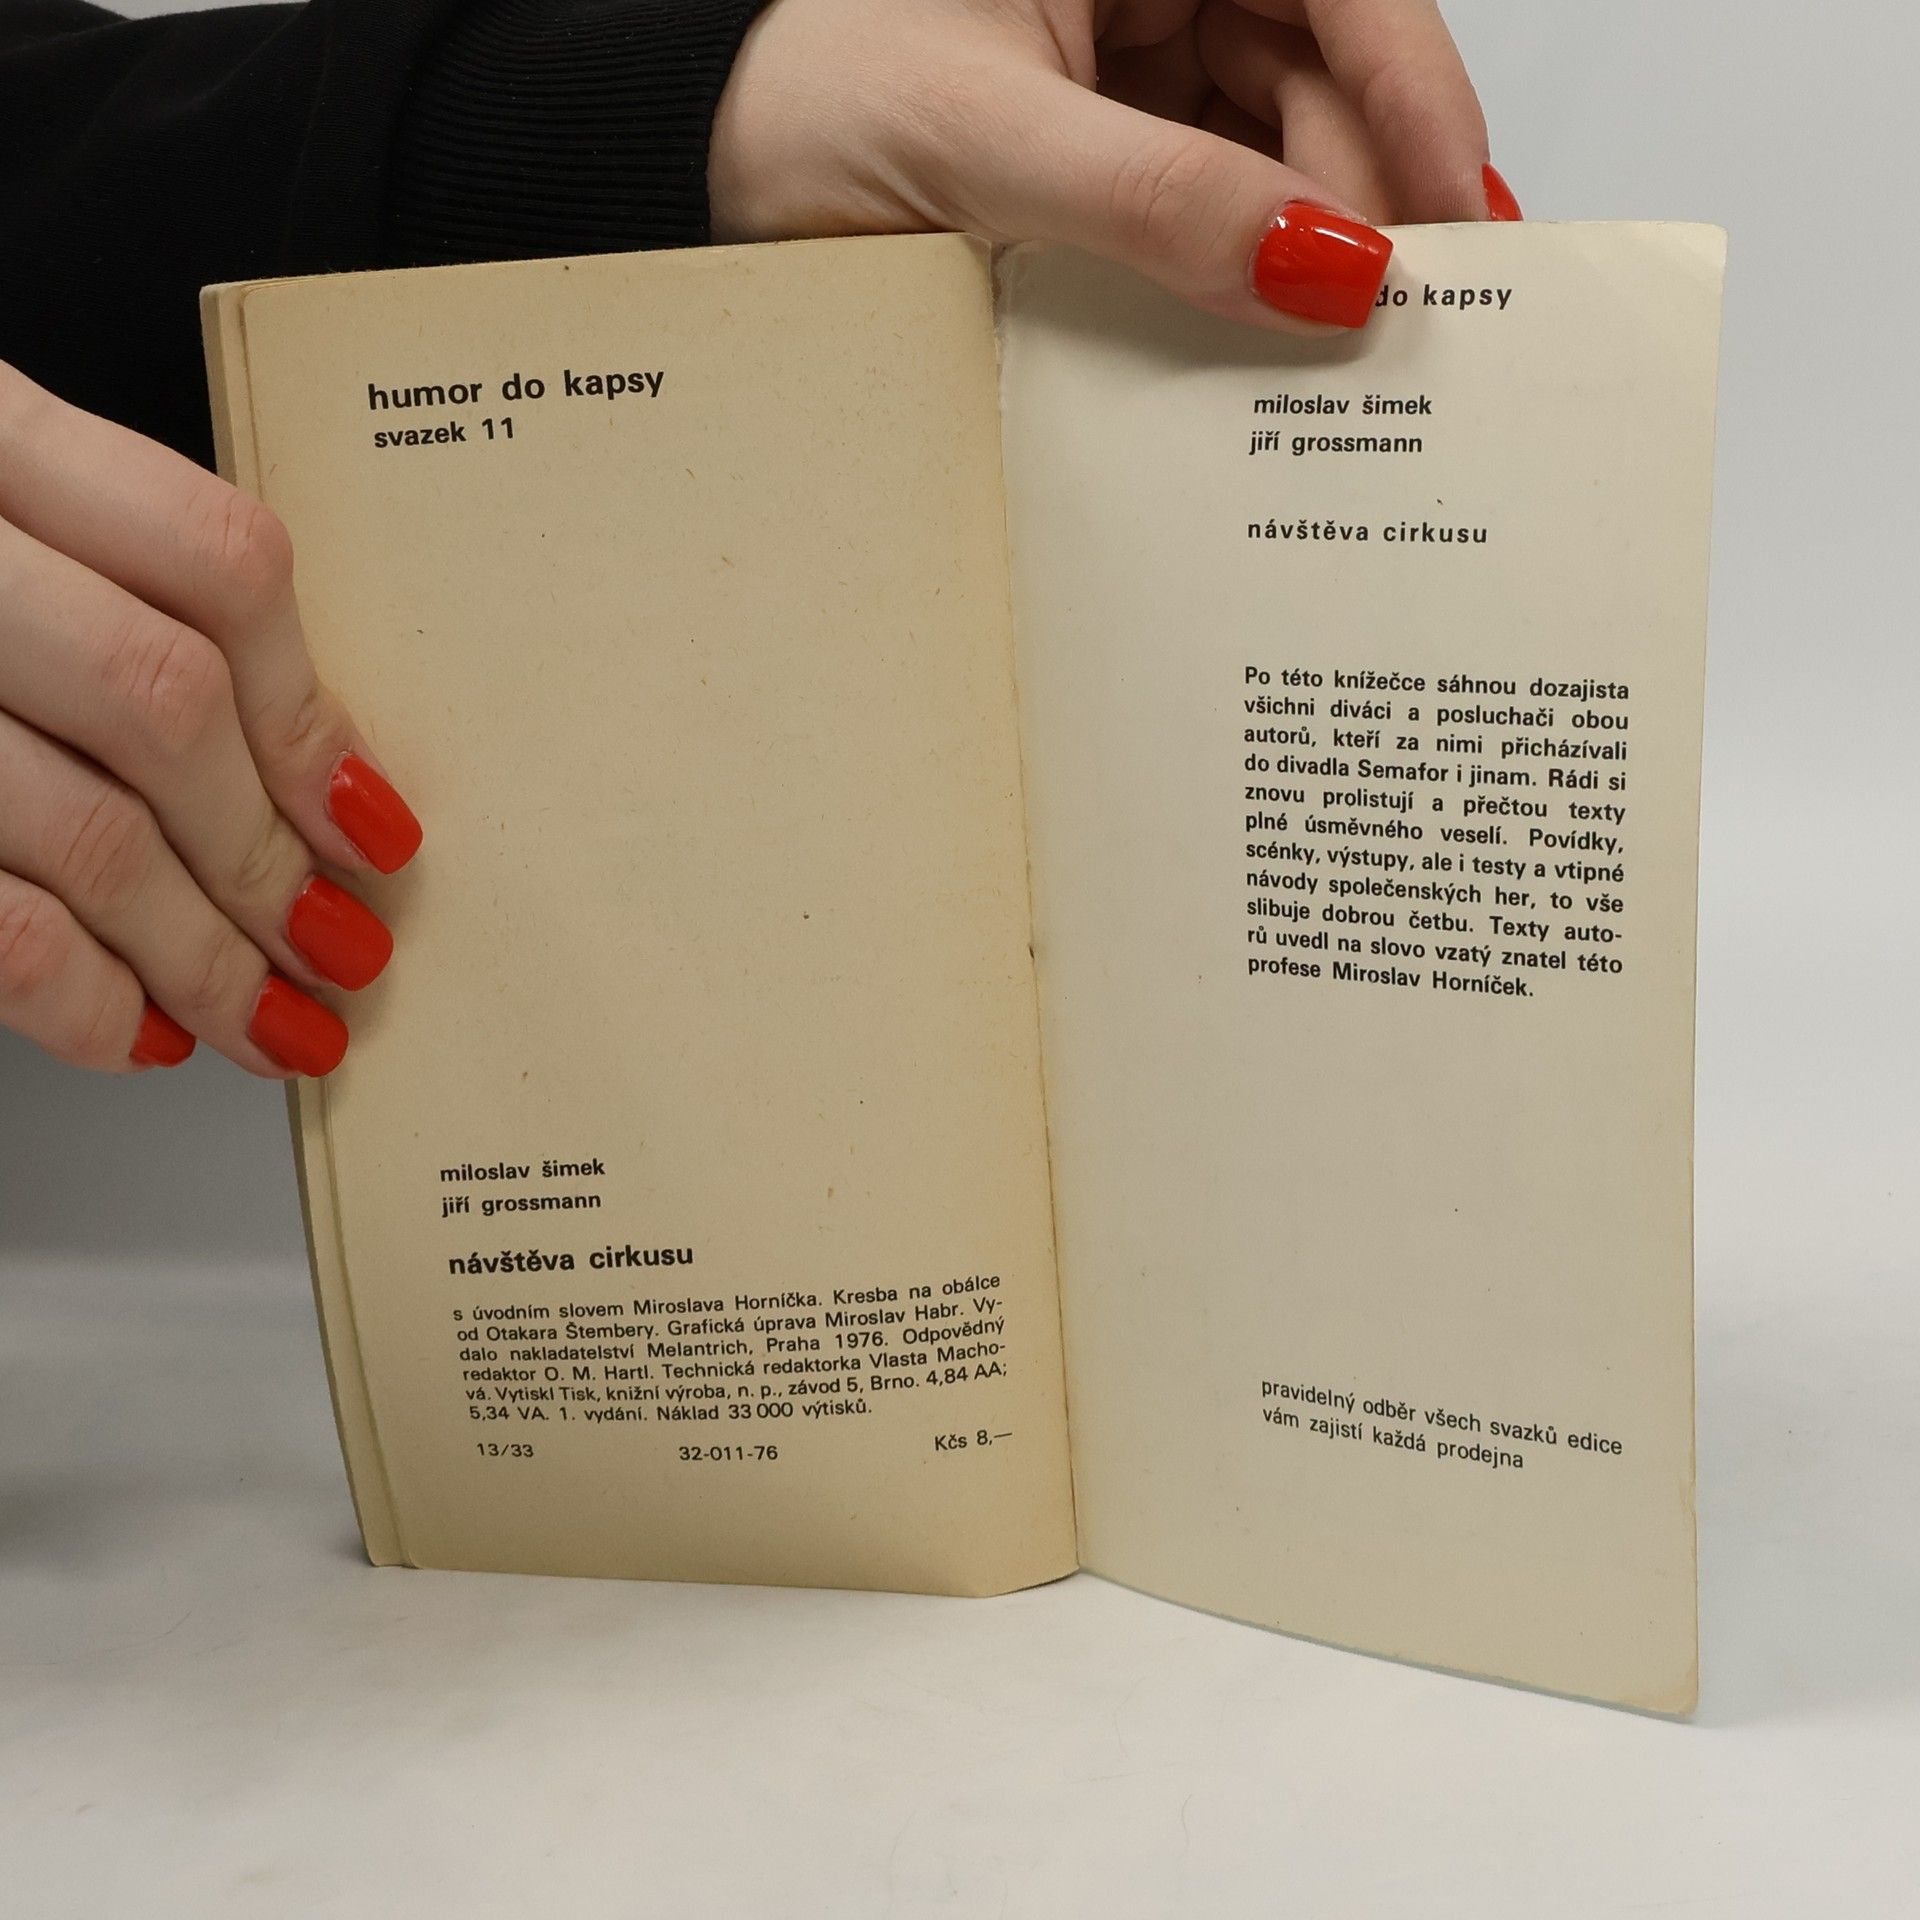 humor do kapsy
svazek 11
miloslav šimek
jiří grossmann
návštěva cirkusu
s úvodním slovem Miroslava Horníčka. Kresba na obálce
od Otakara Štembery. Grafická úprava Miroslav Habr. Vy-
dalo nakladatelství Melantrich, Praha 1976. Odpovědný
redaktor O. M. Hartl. Technická redaktorka Vlasta Macho-
vá. Vytiskl Tisk, knižní výroba, n. p., závod 5, Brno. 4,84 AA;
5,34 VA. 1. vydání. Náklad 33 000 výtisků.
13/33 32-011-76 Kčs 8,—
do kapsy
miloslav šimek
jiří grossmann
návštěva cirkusu
Po této knížečce sáhnou dozajista
všichni diváci a posluchači obou
autorů, kteří za nimi přicházívali
do divadla Semafor i jinam. Rádi si
znovu prolistují a přečtou texty
plné úsměvného veselí. Povídky,
scénky, výstupy, ale i testy a vtipné
návody společenských her, to vše
slibuje dobrou četbu. Texty auto-
rů uvedl na slovo vzatý znatel této
profese Miroslav Horníček.
pravidelný odběr všech svazků edice
vám zajistí každá prodejna